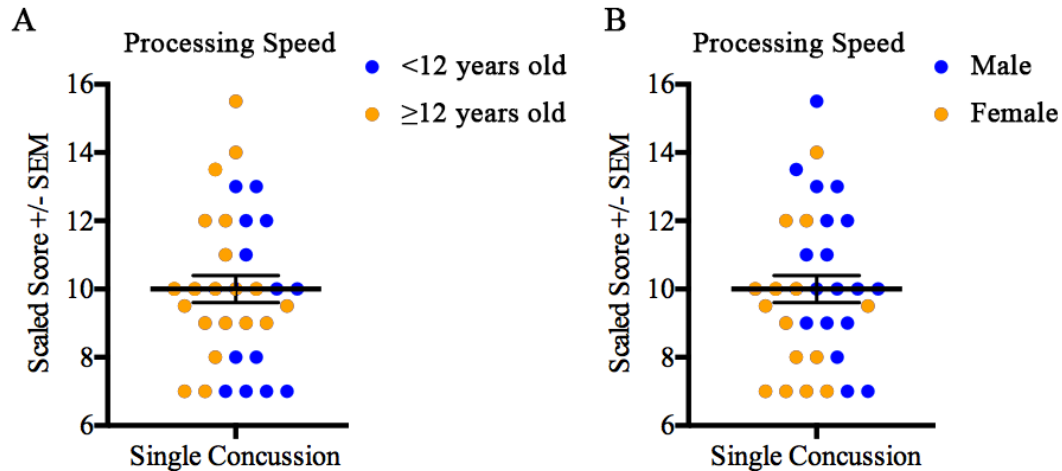 A
Processing Speed
<12 years old
≥12 years old
Scaled Score +/- SEM
16
14
12
10
8
6
Single Concussion
B
Processing Speed
Male
Female
Scaled Score +/- SEM
16
14
12
10
8
6
Single Concussion